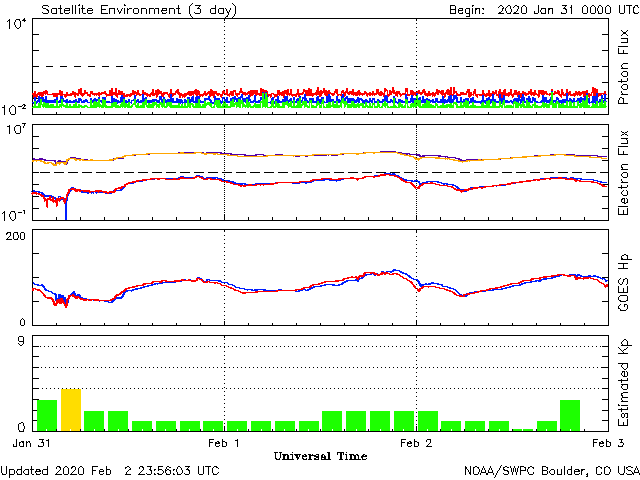 Satellite Environment (3 day) Begin: 2020 Jan 31 0000 UTC
10^4
10^-2
Proton Flux
10^7
10^-1
Electron Flux
200
0
GOES Hp
9
0
Estimated Kp
Jan 31 Feb 1 Feb 2 Feb 3
Universal Time
Updated 2020 Feb 2 23:56:03 UTC NOAA/SWPC Boulder, CO USA